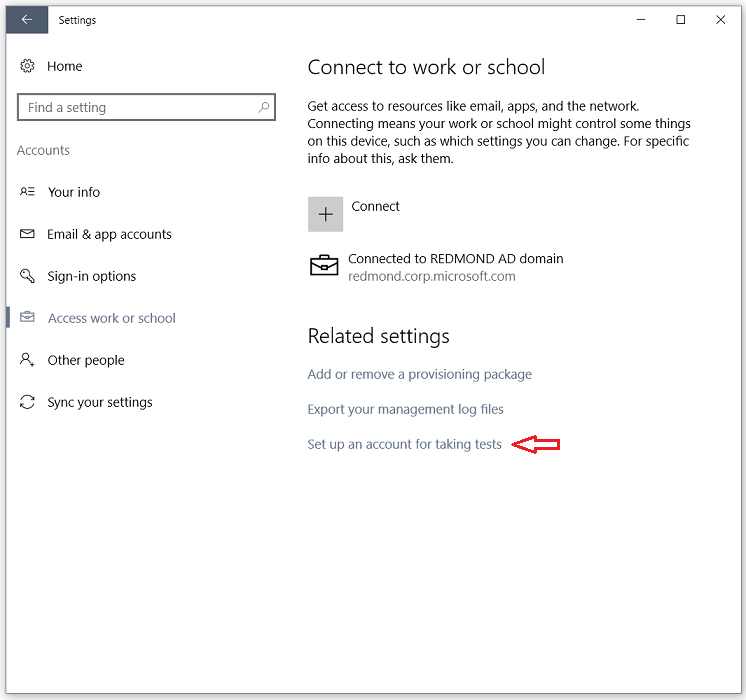 Settings
Home
Find a setting
Accounts
Your info
Email & app accounts
Sign-in options
Access work or school
Other people
Sync your settings
Connect to work or school
Get access to resources like email, apps, and the network.
Connecting means your work or school might control some things
on this device, such as which settings you can change. For specific
info about this, ask them.
Connect
Connected to REDMOND AD domain
redmond.corp.microsoft.com
Related settings
Add or remove a provisioning package
Export your management log files
Set up an account for taking tests